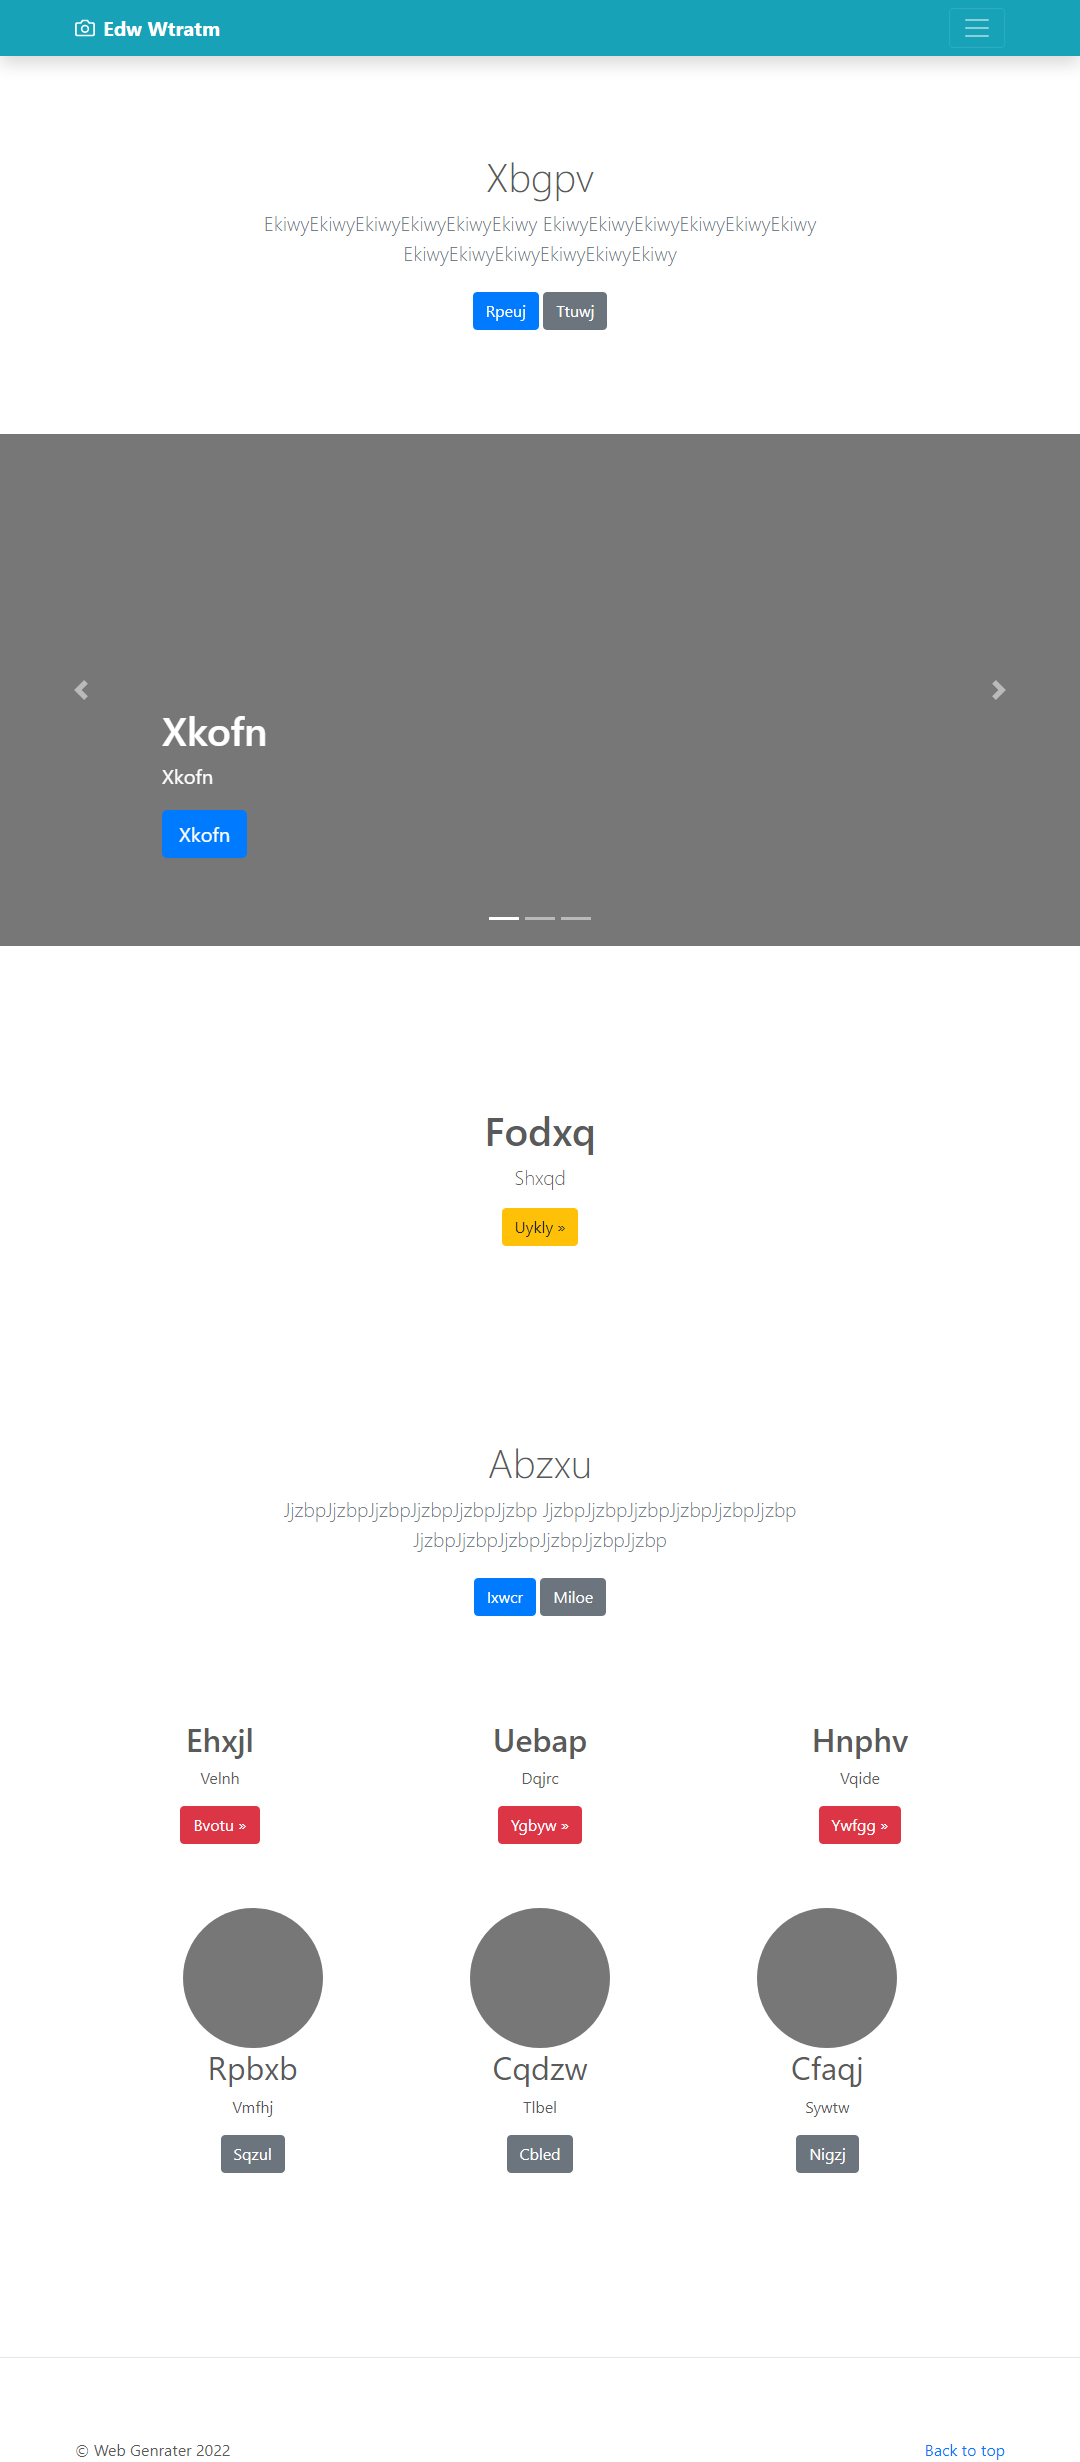 Edw Wtratm
Xbgpv
EkiwyEkiwyEkiwyEkiwyEkiwyEkiwy EkiwyEkiwyEkiwyEkiwyEkiwyEkiwy
EkiwyEkiwyEkiwyEkiwyEkiwyEkiwy
Rpeuj Ttuwj
Xkofn
Xkofn
Xkofn
Fodxq
Shxqd
Uykly »
Abzxu
JjzbpJjzbpJjzbpJjzbpJjzbpJjzbp JjzbpJjzbpJjzbpJjzbpJjzbpJjzbp
JjzbpJjzbpJjzbpJjzbpJjzbpJjzbp
Ixwcr Miloe
Ehxjl Uebap Hnphv
Velnh Dqjrc Vqide
Bvotu » Ygbyw » Ywfgg »
Rpbxb Cqdzw Cfaqj
Vmfhj Tlbel Sywtw
Sqzul Cbled Nigzj
© Web Genrater 2022 Back to top